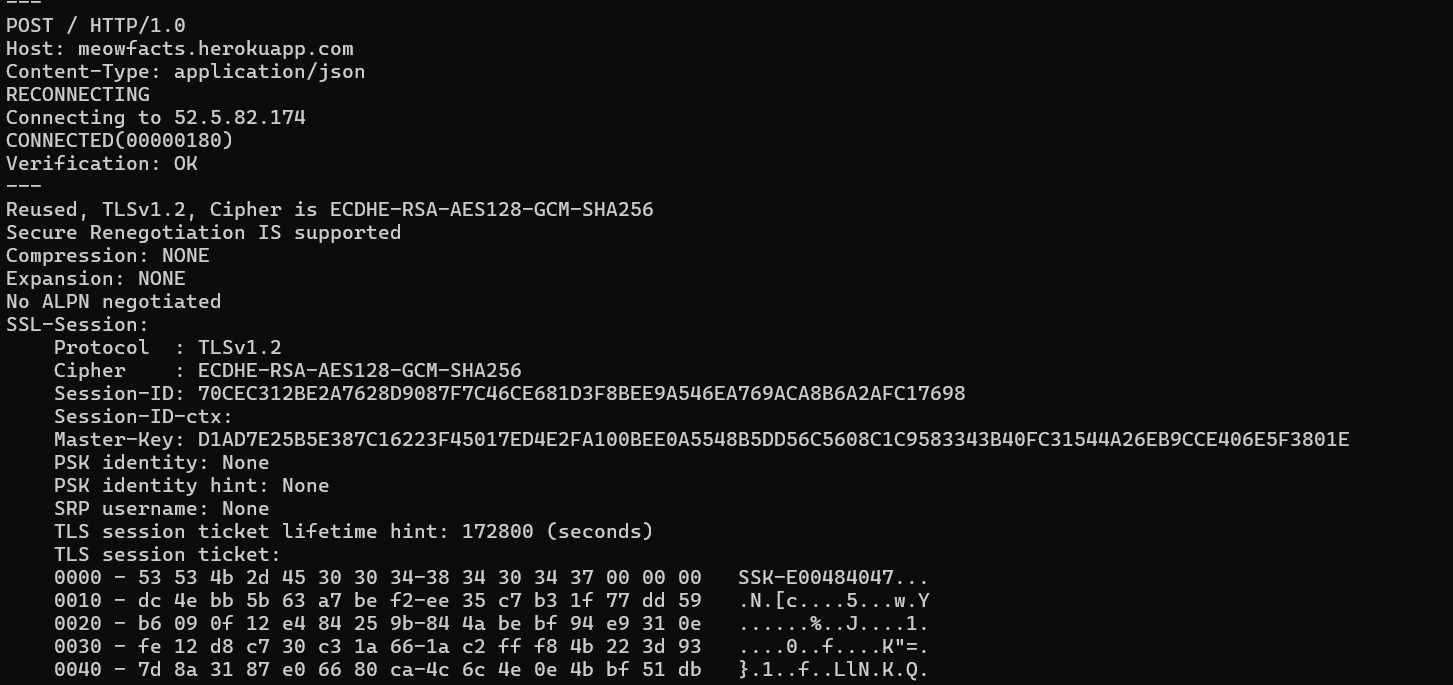 ---
POST / HTTP/1.0
Host: meowfacts.herokuapp.com
Content-Type: application/json
RECONNECTING
Connecting to 52.5.82.174
CONNECTED(00000180)
Verification: OK
---
Reused, TLSv1.2, Cipher is ECDHE-RSA-AES128-GCM-SHA256
Secure Renegotiation IS supported
Compression: NONE
Expansion: NONE
No ALPN negotiated
SSL-Session:
    Protocol  : TLSv1.2
    Cipher    : ECDHE-RSA-AES128-GCM-SHA256
    Session-ID: 70CEC312BE2A7628D9087F7C46CE681D3F8BEE9A546EA769ACA8B6A2AFC17698
    Session-ID-ctx:
    Master-Key: D1AD7E25B5E387C16223F45017ED4E2FA100BEE0A5548B5DD56C5608C1C9583343B40FC31544A26EB9CCE406E5F3801E
    PSK identity: None
    PSK identity hint: None
    SRP username: None
    TLS session ticket lifetime hint: 172800 (seconds)
    TLS session ticket:
    0000 - 53 53 4b 2d 45 30 30 34-38 34 30 34 37 00 00 00   SSK-E00484047...
    0010 - dc 4e bb 5b 63 a7 be f2-ee 35 c7 b3 1f 77 dd 59   .N.[c....5...w.Y
    0020 - b6 09 0f 12 e4 84 25 9b-84 4a be bf 94 e9 31 0e   ......%..J....1.
    0030 - fe 12 d8 c7 30 c3 1a 66-1a c2 ff f8 4b 22 3d 93   ....0..f....K"=.
    0040 - 7d 8a 31 87 e0 66 80 ca-4c 6c 4e 0e 4b bf 51 db   }.1..f..LlN.K.Q.